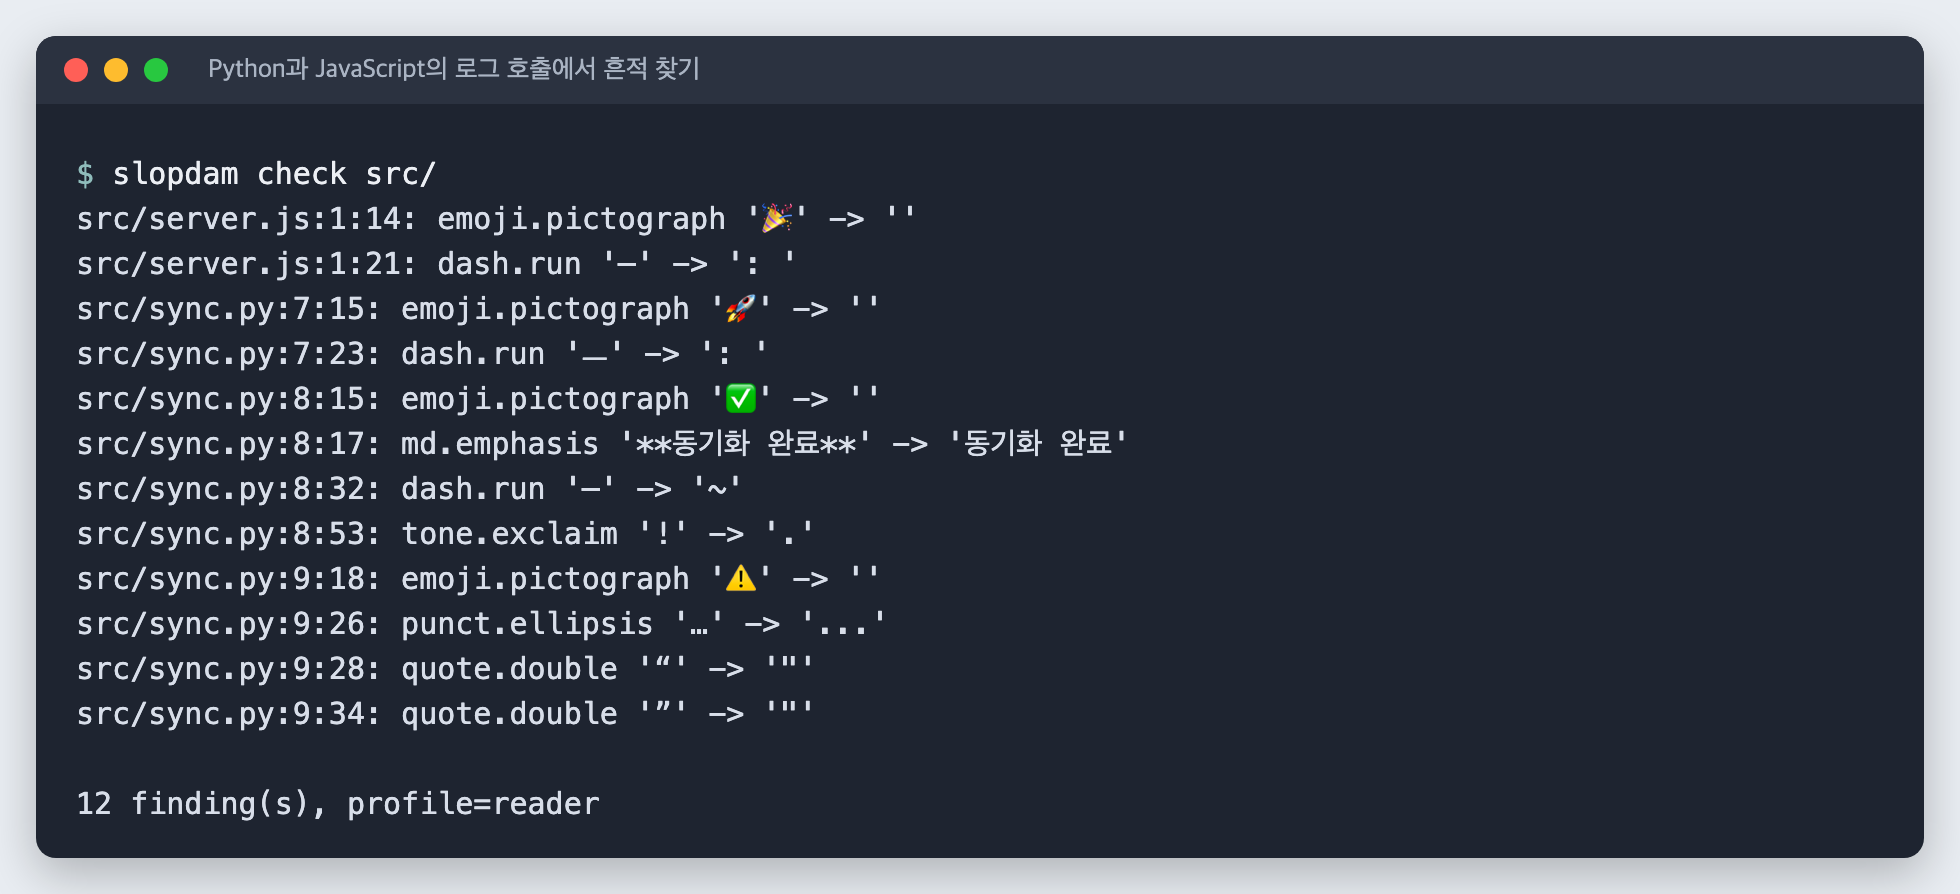 Python과 JavaScript의 로그 호출에서 흔적 찾기
$ slopdam check src/
src/server.js:1:14: emoji.pictograph '🎉' -> ''
src/server.js:1:21: dash.run '—' -> ': '
src/sync.py:7:15: emoji.pictograph '🚀' -> ''
src/sync.py:7:23: dash.run '—' -> ': '
src/sync.py:8:15: emoji.pictograph '✅' -> ''
src/sync.py:8:17: md.emphasis '**동기화 완료**' -> '동기화 완료'
src/sync.py:8:32: dash.run '–' -> '~'
src/sync.py:8:53: tone.exclaim '!' -> '.'
src/sync.py:9:18: emoji.pictograph '⚠️' -> ''
src/sync.py:9:26: punct.ellipsis '…' -> '...'
src/sync.py:9:28: quote.double '“' -> '"'
src/sync.py:9:34: quote.double '”' -> '"'
12 finding(s), profile=reader